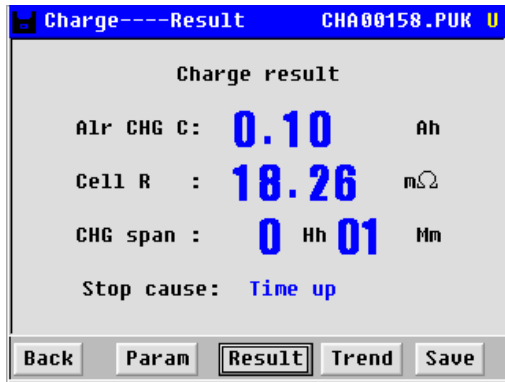 Charge----Result CHA00158.PUK U
Charge result
Alr CHG C: 0.10 Ah
Cell R : 18.26 mΩ
CHG span : 0 Hh 01 Mm
Stop cause: Time up
Back Param Result Trend Save